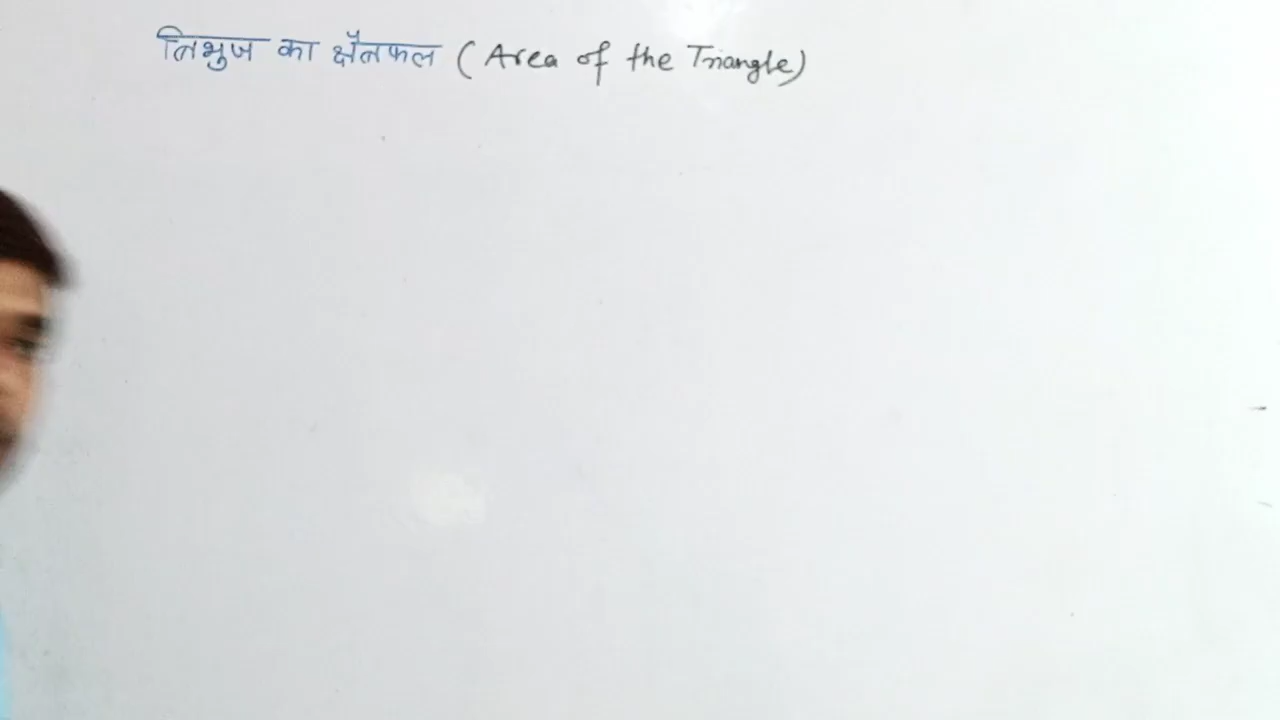 त्रिभुज का क्षेत्रफल ( Area of the Triangle)